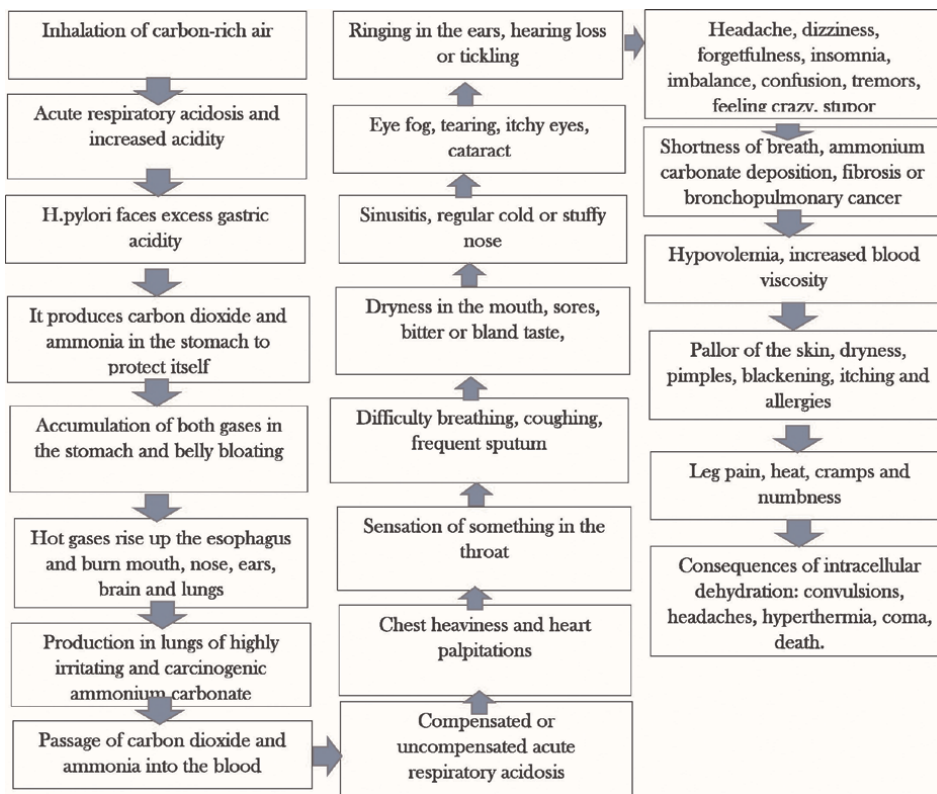 Inhalation of carbon-rich air
Acute respiratory acidosis and
increased acidity
H.pylori faces excess gastric
acidity
It produces carbon dioxide and
ammonia in the stomach to
protect itself
Accumulation of both gases in
the stomach and belly bloating
Hot gases rise up the esophagus
and burn mouth, nose, ears,
brain and lungs
Production in lungs of highly
irritating and carcinogenic
ammonium carbonate
Passage of carbon dioxide and
ammonia into the blood
Ringing in the ears, hearing loss
or tickling
Eye fog, tearing, itchy eyes,
cataract
Sinusitis, regular cold or stuffy
nose
Dryness in the mouth, sores,
bitter or bland taste,
Difficulty breathing, coughing,
frequent sputum
Sensation of something in the
throat
Chest heaviness and heart
palpitations
Compensated or
uncompensated acute
respiratory acidosis
Headache, dizziness,
forgetfulness, insomnia,
imbalance, confusion, tremors,
feeling crazy, stupor
Shortness of breath, ammonium
carbonate deposition, fibrosis or
bronchopulmonary cancer
Hypovolemia, increased blood
viscosity
Pallor of the skin, dryness,
pimples, blackening, itching and
allergies
Leg pain, heat, cramps and
numbness
Consequences of intracellular
dehydration: convulsions,
headaches, hyperthermia, coma,
death.